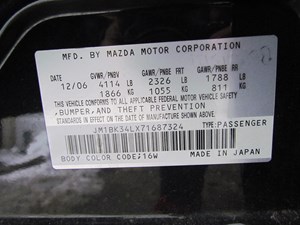 MFD. BY MAZDA MOTOR CORPORATION
GVWR/PNBV GAWR/PNBE FRT GAWR/PNBE RR
12/06 4114 LB 2326 LB 1788 LB
1866 KG 1055 KG 811 KG
THIS VEHICLE CONFORMS TO ALL APPLICABLE
FEDERAL MOTOR VEHICLE SAFETY
,BUMPER,AND THEFT PREVENTION
STANDARDS IN EFFECT ON THE DATE OF
MANUFACTURE SHOWN ABOVE.
JM1BK34LX71687324 TYPE:PASSENGER
BODY COLOR CODE:16W MADE IN JAPAN